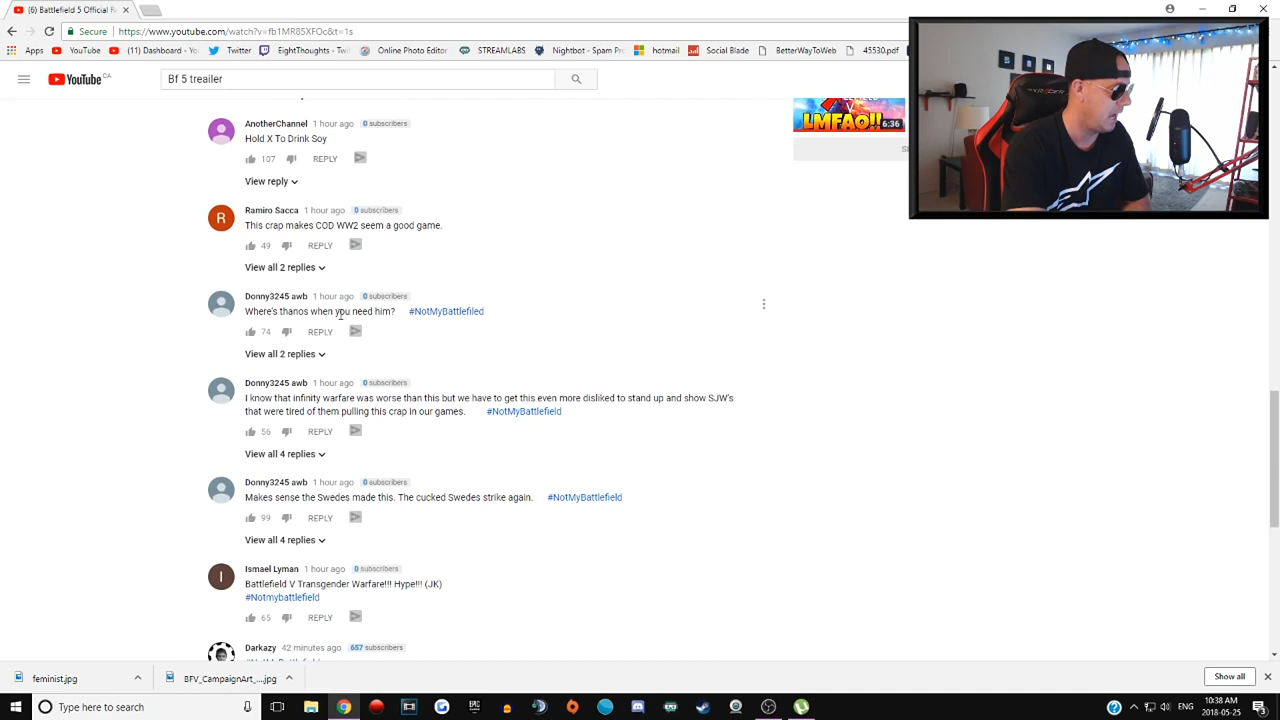 (6) Battlefield 5 Official R
Secure https://www.youtube.com/watch?v=fb1MR85XFOc&t=1s
Apps YouTube (11) Dashboard - Yo Twitter EightThoughts - Twit Online Photo Editor STREAMLABS Nightbot - Spam Pr hotmail Social Blade BetterWayToWeb 45530.pdf
YouTube CA
Bf 5 treailer
LMFAO!!
6:36
AnotherChannel 1 hour ago 0 subscribers
Hold X To Drink Soy
107 REPLY
View reply
R
Ramiro Sacca 1 hour ago 0 subscribers
This crap makes COD WW2 seem a good game.
49 REPLY
View all 2 replies
Donny3245 awb 1 hour ago 0 subscribers
Where's thanos when you need him? #NotMyBattlefiled
74 REPLY
View all 2 replies
Donny3245 awb 1 hour ago 0 subscribers
I know that infinity warfare was worse than this but we have to get this even more disliked to stand up and show SJW's
that were tired of them pulling this crap in our games. #NotMyBattlefield
56 REPLY
View all 4 replies
Donny3245 awb 1 hour ago 0 subscribers
Makes sense the Swedes made this. The cucked Swedes strike again. #NotMyBattlefield
99 REPLY
View all 4 replies
I
Ismael Lyman 1 hour ago 0 subscribers
Battlefield V Transgender Warfare!!! Hype!!! (JK)
#Notmybattlefield
65 REPLY
Darkazy 42 minutes ago 657 subscribers
feminist.jpg BFV_CampaignArt_....jpg Show all
Type here to search
ENG 10:38 AM
2018-05-25